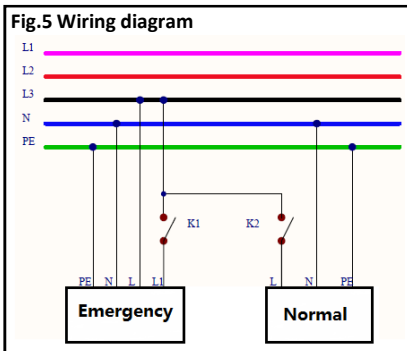 Fig.5 Wiring diagram
L1
L2
L3
N
PE
K1 K2
PE N L L1 L N PE
Emergency Normal